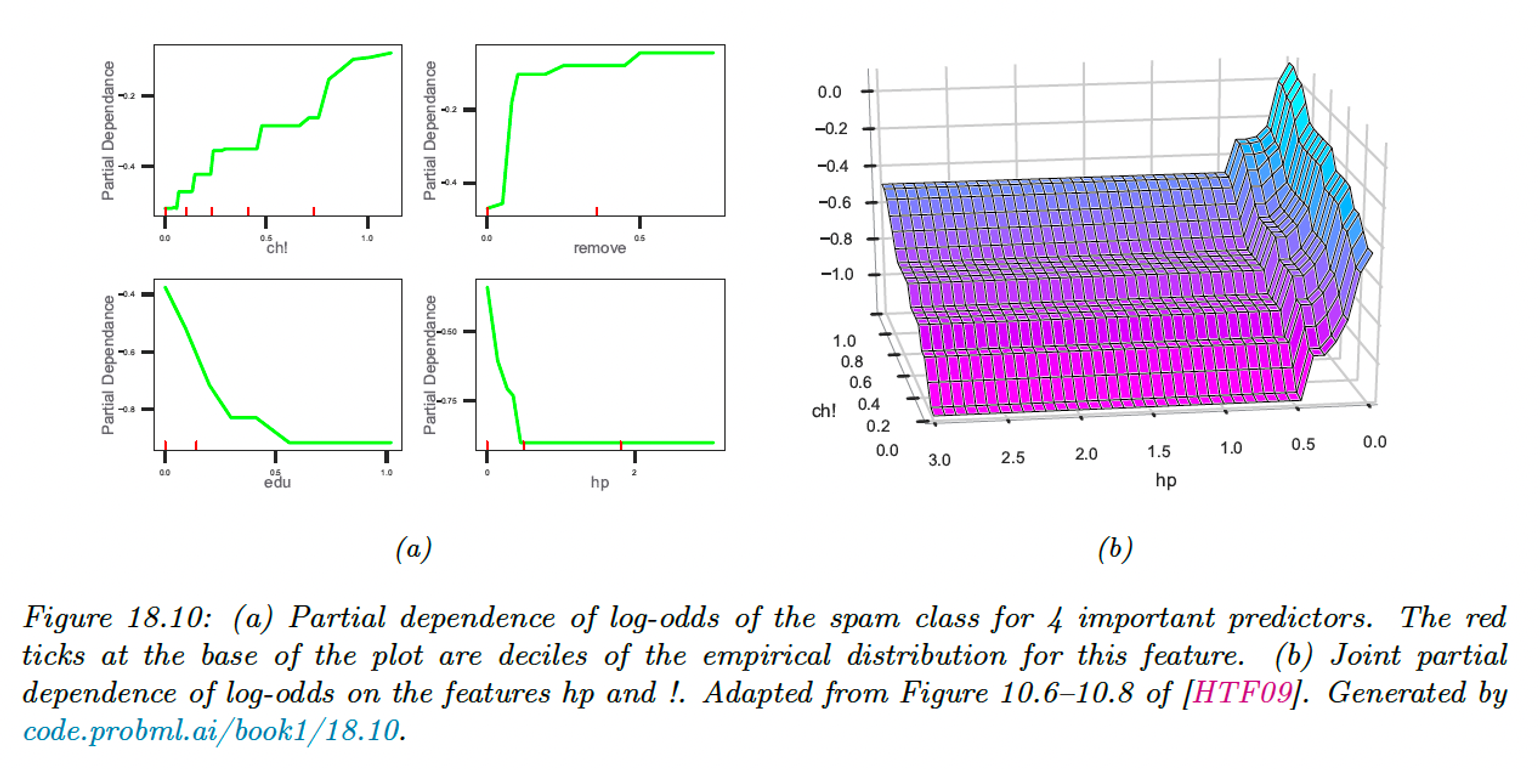 Partial Dependance
−0.2
−0.4
0.0
0.5
1.0
ch!
Partial Dependance
−0.2
−0.4
0.0
0.5
remove
Partial Dependance
−0.4
−0.6
−0.8
0.0
0.5
1.0
edu
Partial Dependance
−0.50
−0.75
0
2
hp
(a)
0.0
−0.2
−0.4
−0.6
−0.8
−1.0
1.0
0.8
0.6
0.4
0.2
0.0
ch!
3.0
2.5
2.0
1.5
1.0
0.5
0.0
hp
(b)
Figure 18.10: (a) Partial dependence of log-odds of the spam class for 4 important predictors. The red
ticks at the base of the plot are deciles of the empirical distribution for this feature. (b) Joint partial
dependence of log-odds on the features hp and !. Adapted from Figure 10.6–10.8 of [HTF09]. Generated by
code.probml.ai/book1/18.10.